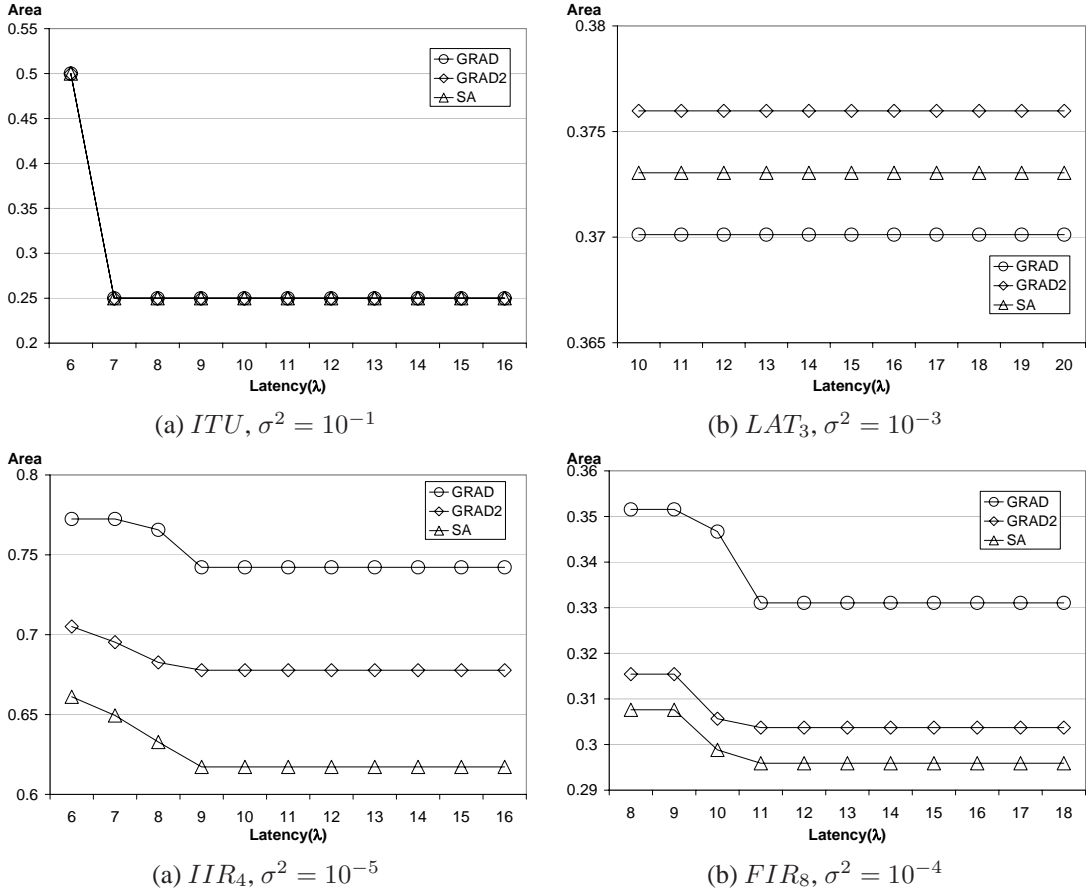 Area
0.55
0.5
0.45
0.4
0.35
0.3
0.25
0.2
GRAD
GRAD2
SA
6 7 8 9 10 11 12 13 14 15 16
Latency(λ)
(a) ITU, σ² = 10⁻¹
Area
0.38
0.375
0.37
0.365
GRAD
GRAD2
SA
10 11 12 13 14 15 16 17 18 19 20
Latency(λ)
(b) LAT₃, σ² = 10⁻³
Area
0.8
0.75
0.7
0.65
0.6
GRAD
GRAD2
SA
6 7 8 9 10 11 12 13 14 15 16
Latency(λ)
(a) IIR₄, σ² = 10⁻⁵
Area
0.36
0.35
0.34
0.33
0.32
0.31
0.3
0.29
GRAD
GRAD2
SA
8 9 10 11 12 13 14 15 16 17 18
Latency(λ)
(b) FIR₈, σ² = 10⁻⁴